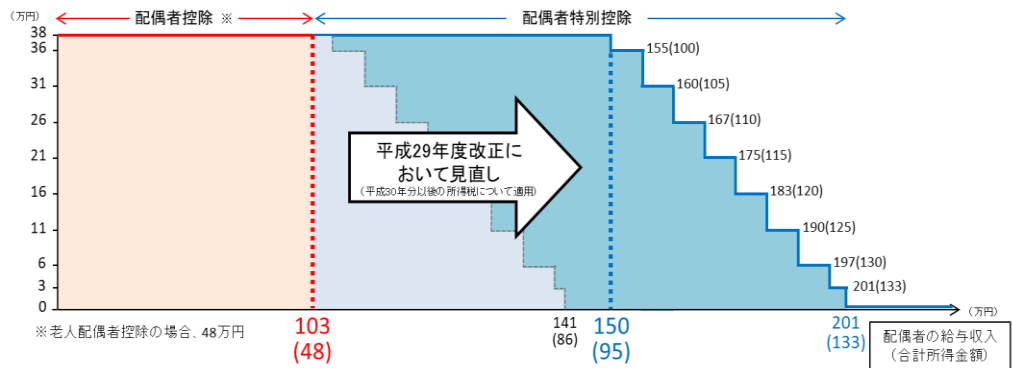 （万円）
配偶者控除 ※
配偶者特別控除
38
36
31
26
21
16
11
6
3
0
155(100)
160(105)
167(110)
175(115)
183(120)
190(125)
197(130)
201(133)
平成29年度改正に
おいて見直し
（平成30年分以後の所得税について適用）
（万円）
※老人配偶者控除の場合、48万円
103
(48)
141
(86)
150
(95)
201
(133)
配偶者の給与収入
（合計所得金額）